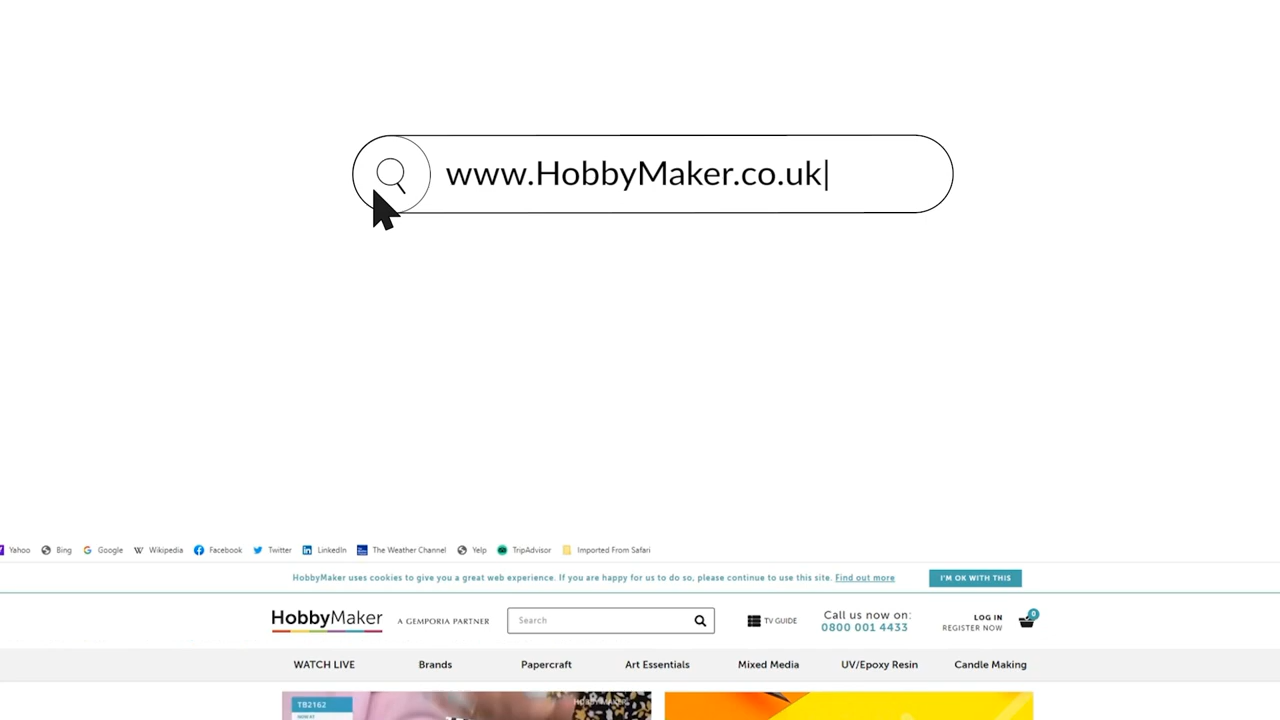 www.HobbyMaker.co.uk
Yahoo Bing Google Wikipedia Facebook Twitter LinkedIn The Weather Channel Yelp TripAdvisor Imported From Safari
HobbyMaker uses cookies to give you a great web experience. If you are happy for us to do so, please continue to use this site. Find out more I'M OK WITH THIS
HobbyMaker A GEMPORIA PARTNER Search TV GUIDE Call us now on: LOG IN 0
0800 001 4433 REGISTER NOW
WATCH LIVE Brands Papercraft Art Essentials Mixed Media UV/Epoxy Resin Candle Making
TB2162 HOBBYMAKER